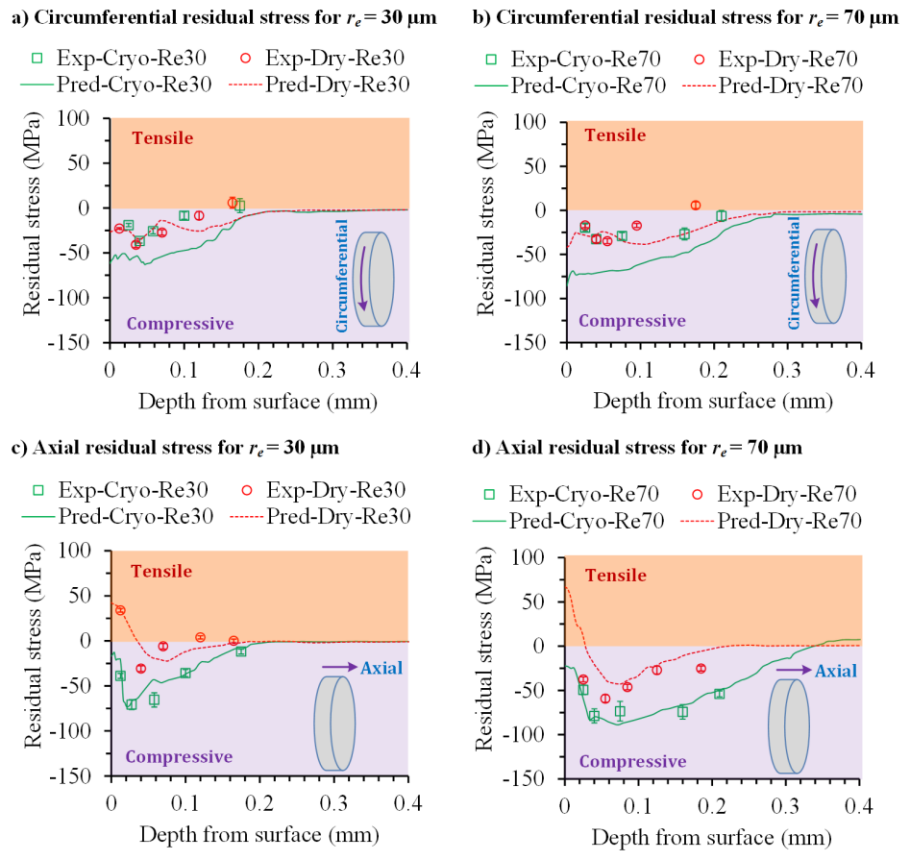 a) Circumferential residual stress for rₑ = 30 µm
Exp-Cryo-Re30 Exp-Dry-Re30
Pred-Cryo-Re30 Pred-Dry-Re30
Residual stress (MPa)
100
50
0
-50
-100
-150
Tensile
Compressive
Circumferential
0 0.1 0.2 0.3 0.4
Depth from surface (mm)
b) Circumferential residual stress for rₑ = 70 µm
Exp-Cryo-Re70 Exp-Dry-Re70
Pred-Cryo-Re70 Pred-Dry-Re70
Residual stress (MPa)
100
50
0
-50
-100
-150
Tensile
Compressive
Circumferential
0 0.1 0.2 0.3 0.4
Depth from surface (mm)
c) Axial residual stress for rₑ = 30 µm
Exp-Cryo-Re30 Exp-Dry-Re30
Pred-Cryo-Re30 Pred-Dry-Re30
Residual stress (MPa)
100
50
0
-50
-100
-150
Tensile
Axial
Compressive
0 0.1 0.2 0.3 0.4
Depth from surface (mm)
d) Axial residual stress for rₑ = 70 µm
Exp-Cryo-Re70 Exp-Dry-Re70
Pred-Cryo-Re70 Pred-Dry-Re70
Residual stress (MPa)
100
50
0
-50
-100
-150
Tensile
Axial
Compressive
0 0.1 0.2 0.3 0.4
Depth from surface (mm)